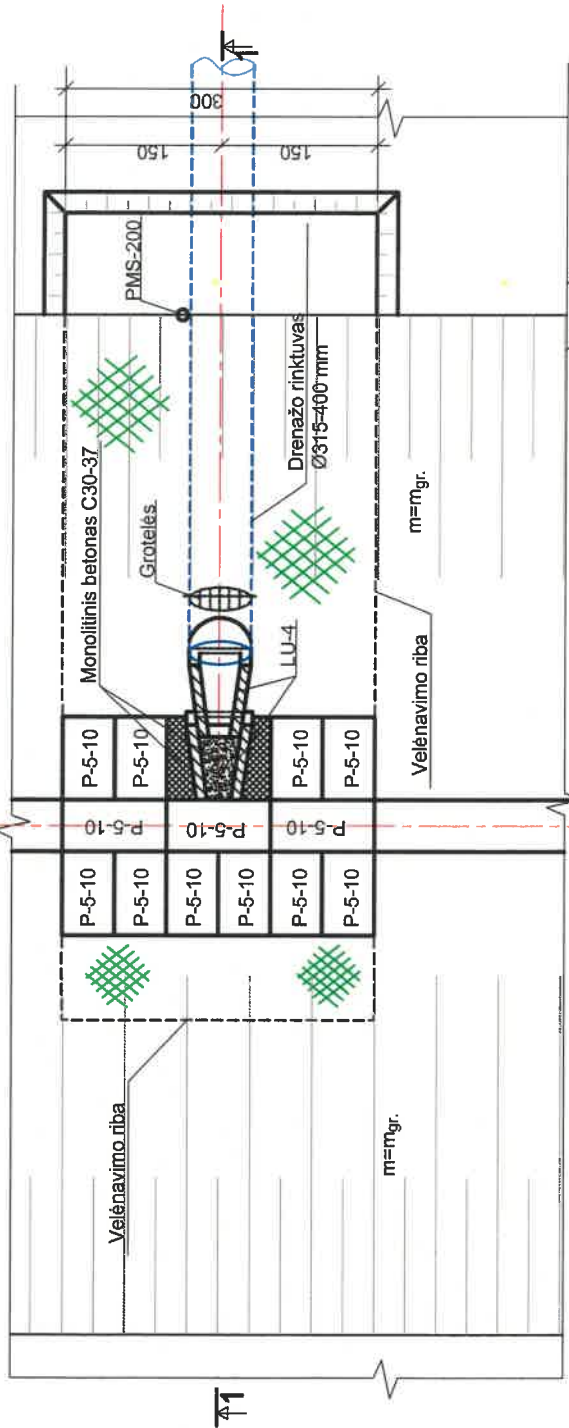 300
150
150
1
PMS-200
Monolitinis betonas C30-37
Grotelės
Drenažo rinktuvas
Ø315-400 mm
m=mgr.
LU-4
Velėnavimo riba
P-5-10
P-5-10
P-5-10
P-5-10
P-5-10
P-5-10
P-5-10
P-5-10
P-5-10
P-5-10
P-5-10
P-5-10
P-5-10
Velėnavimo riba
m=mgr.
1